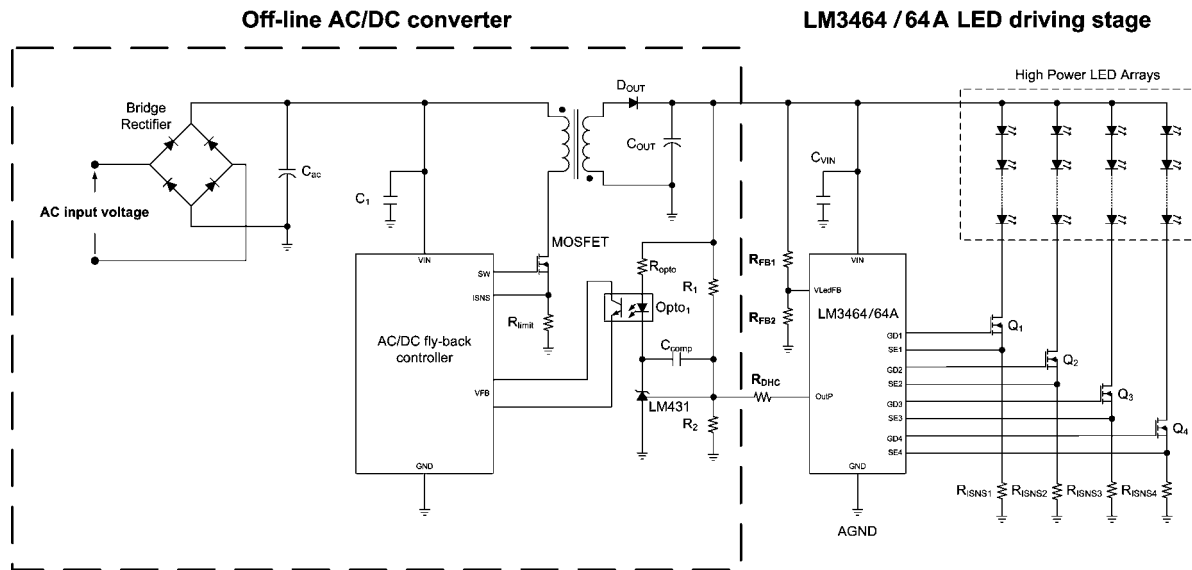 Off-line AC/DC converter
LM3464 / 64A LED driving stage
High Power LED Arrays
Bridge
Rectifier
AC input voltage
Cac
C1
MOSFET
DOUT
COUT
CVIN
VIN
SW
ISNS
Rlimit
AC/DC fly-back
controller
VFB
GND
Ropto
Opto1
R1
Ccomp
LM431
R2
RDHC
RFB1
RFB2
VIN
VLedFB
LM3464/64A
OutP
GD1
SE1
GD2
SE2
GD3
SE3
GD4
SE4
GND
AGND
Q1
Q2
Q3
Q4
RISNS1
RISNS2
RISNS3
RISNS4